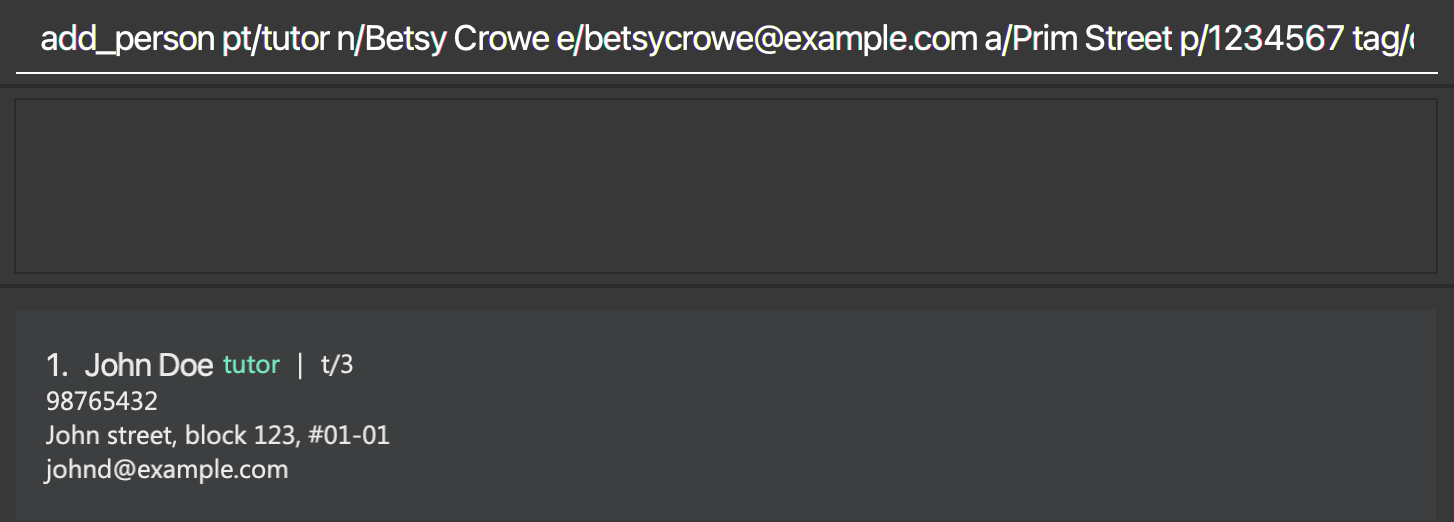 add_person pt/tutor n/Betsy Crowe e/betsycrowe@example.com a/Prim Street p/1234567 tag/
1. John Doe tutor | t/3
98765432
John street, block 123, #01-01
johnd@example.com